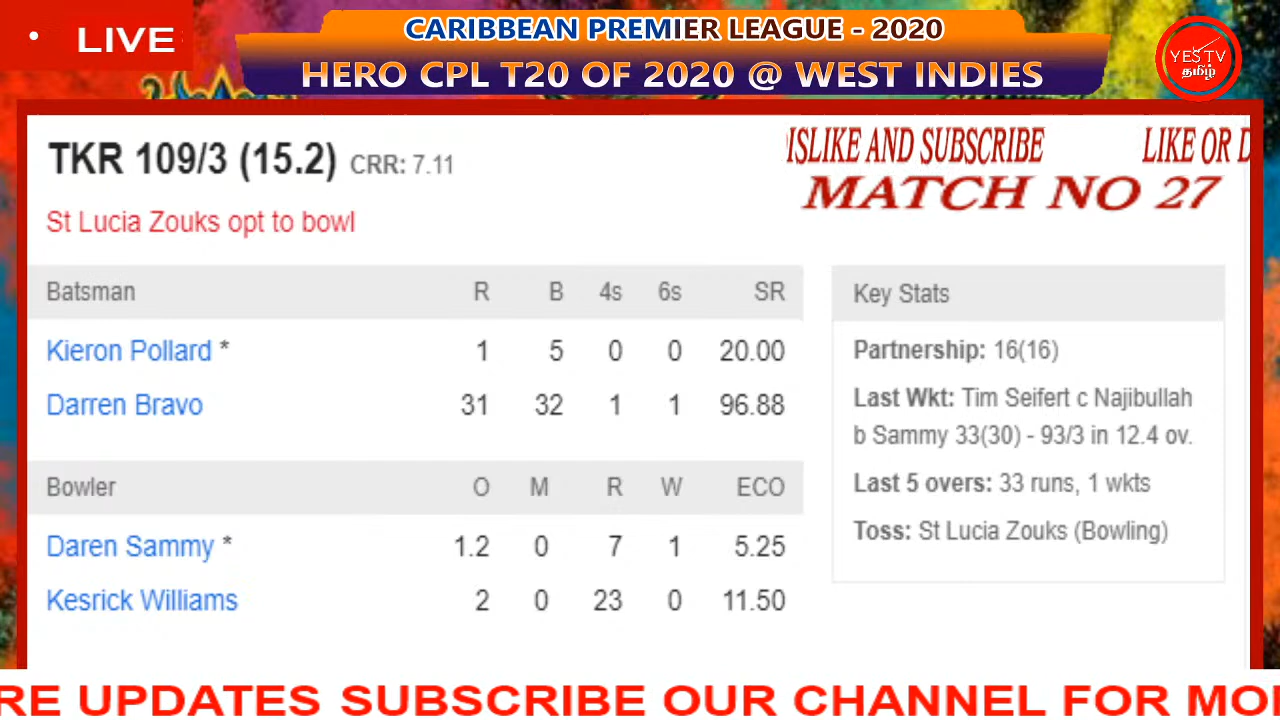 LIVE
CARIBBEAN PREMIER LEAGUE - 2020
HERO CPL T20 OF 2020 @ WEST INDIES
YES TV
தமிழ்
TKR 109/3 (15.2) CRR: 7.11
ISLIKE AND SUBSCRIBE LIKE OR D
MATCH NO 27
St Lucia Zouks opt to bowl
Batsman R B 4s 6s SR
Kieron Pollard * 1 5 0 0 20.00
Darren Bravo 31 32 1 1 96.88
Bowler O M R W ECO
Daren Sammy * 1.2 0 7 1 5.25
Kesrick Williams 2 0 23 0 11.50
Key Stats
Partnership: 16(16)
Last Wkt: Tim Seifert c Najibullah
b Sammy 33(30) - 93/3 in 12.4 ov.
Last 5 overs: 33 runs, 1 wkts
Toss: St Lucia Zouks (Bowling)
RE UPDATES SUBSCRIBE OUR CHANNEL FOR MO